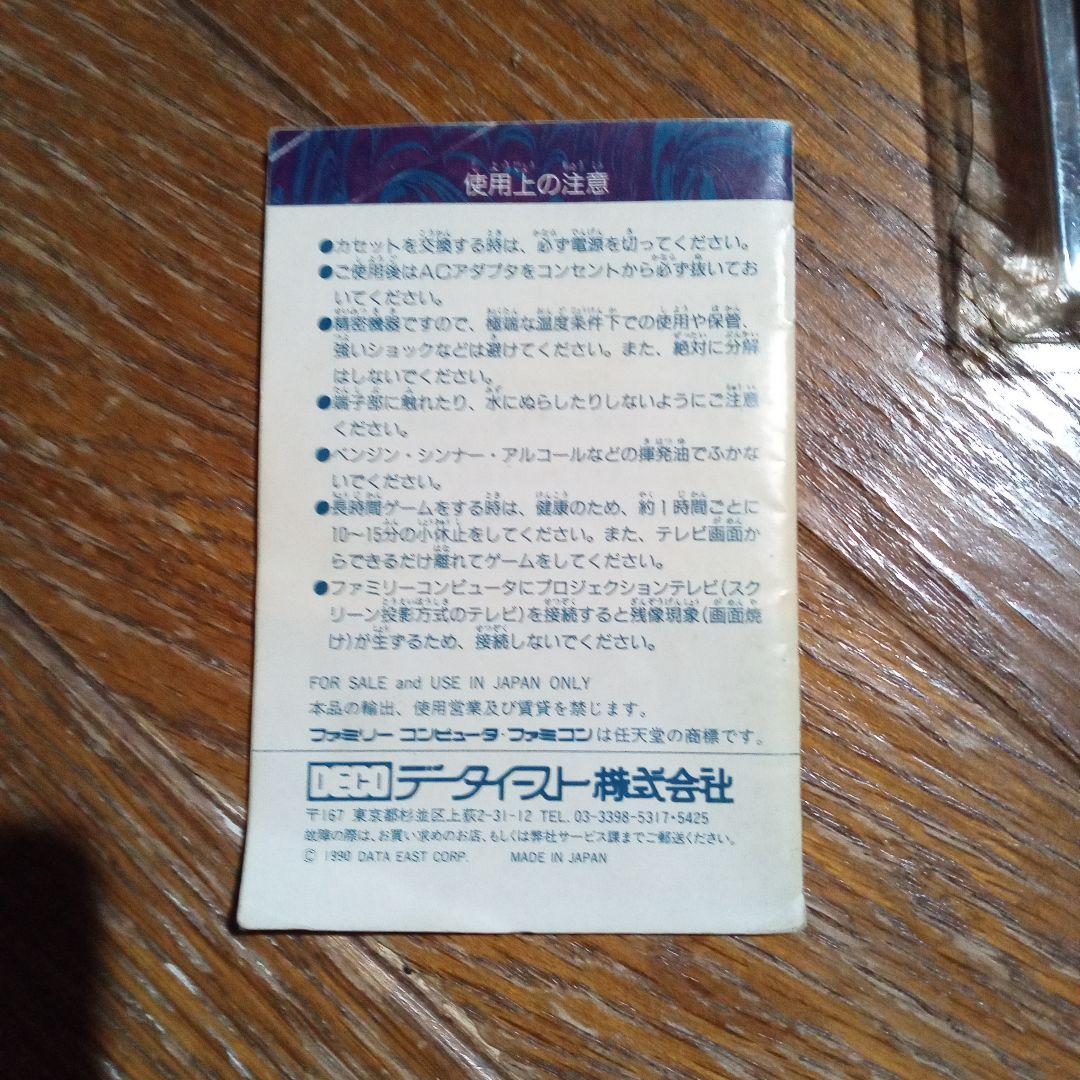 使用上の注意
●カセットを交換する時は、必ず電源を切ってください。
●ご使用後はACアダプタをコンセントから必ず抜いてお
いてください。
●精密機器ですので、極端な温度条件下での使用や保管、
強いショックなどは避けてください。また、絶対に分解
はしないでください。
●端子部に触れたり、水にぬらしたりしないようにご注意
ください。
●ベンジン・シンナー・アルコールなどの揮発油でふかな
いでください。
●長時間ゲームをする時は、健康のため、約1時間ごとに
10〜15分の小休止をしてください。また、テレビ画面か
らできるだけ離れてゲームをしてください。
●ファミリーコンピュータにプロジェクションテレビ(スク
リーン投影方式のテレビ)を接続すると残像現象(画面焼
け)が生ずるため、接続しないでください。
FOR SALE and USE IN JAPAN ONLY
本品の輸出、使用営業及び賃貸を禁じます。
ファミリー コンピュータ・ファミコンは任天堂の商標です。
DECO データイースト株式会社
〒167 東京都杉並区上荻2-31-12 TEL. 03-3398-5317・5425
故障の際は、お買い求めのお店、もしくは弊社サービス課までご郵送ください。
© 1990 DATA EAST CORP. MADE IN JAPAN